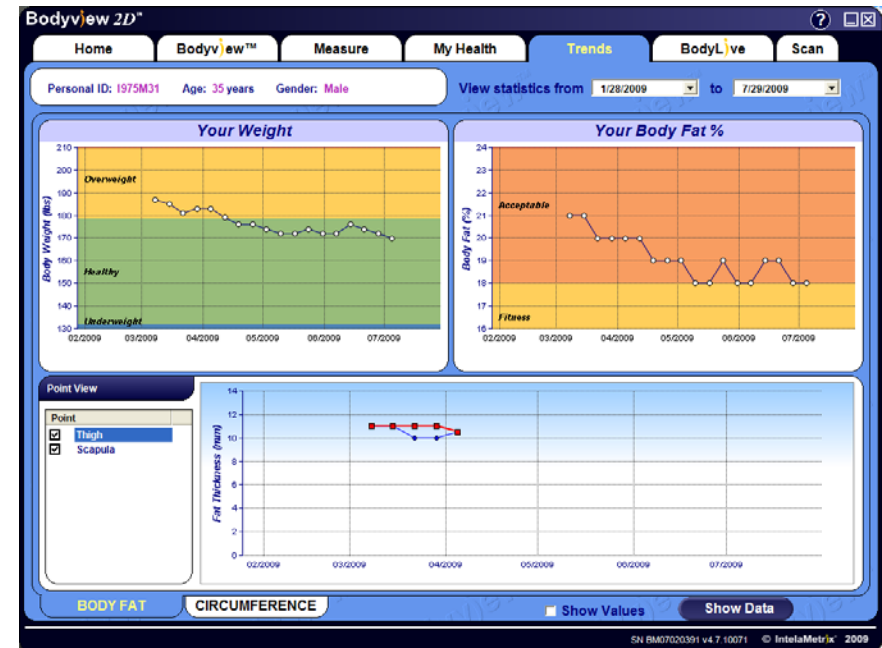 Bodyview 2D™
?
Home Bodyview™ Measure My Health Trends BodyLive Scan
Personal ID: I975M31 Age: 35 years Gender: Male View statistics from 1/28/2009 to 7/29/2009
Your Weight
210
200
190
180
170
160
150
140
130
Body Weight (lbs)
Overweight
Healthy
Underweight
02/2009 03/2009 04/2009 05/2009 06/2009 07/2009
Your Body Fat %
24
23
22
21
20
19
18
17
16
Body Fat (%)
Acceptable
Fitness
02/2009 03/2009 04/2009 05/2009 06/2009 07/2009
Point View
Point
Thigh
Scapula
14
12
10
8
6
4
2
0
Fat Thickness (mm)
02/2009 03/2009 04/2009 05/2009 06/2009 07/2009
BODY FAT CIRCUMFERENCE Show Values Show Data
SN BM07020391 v4.7.10071 © IntelaMetrix® 2009